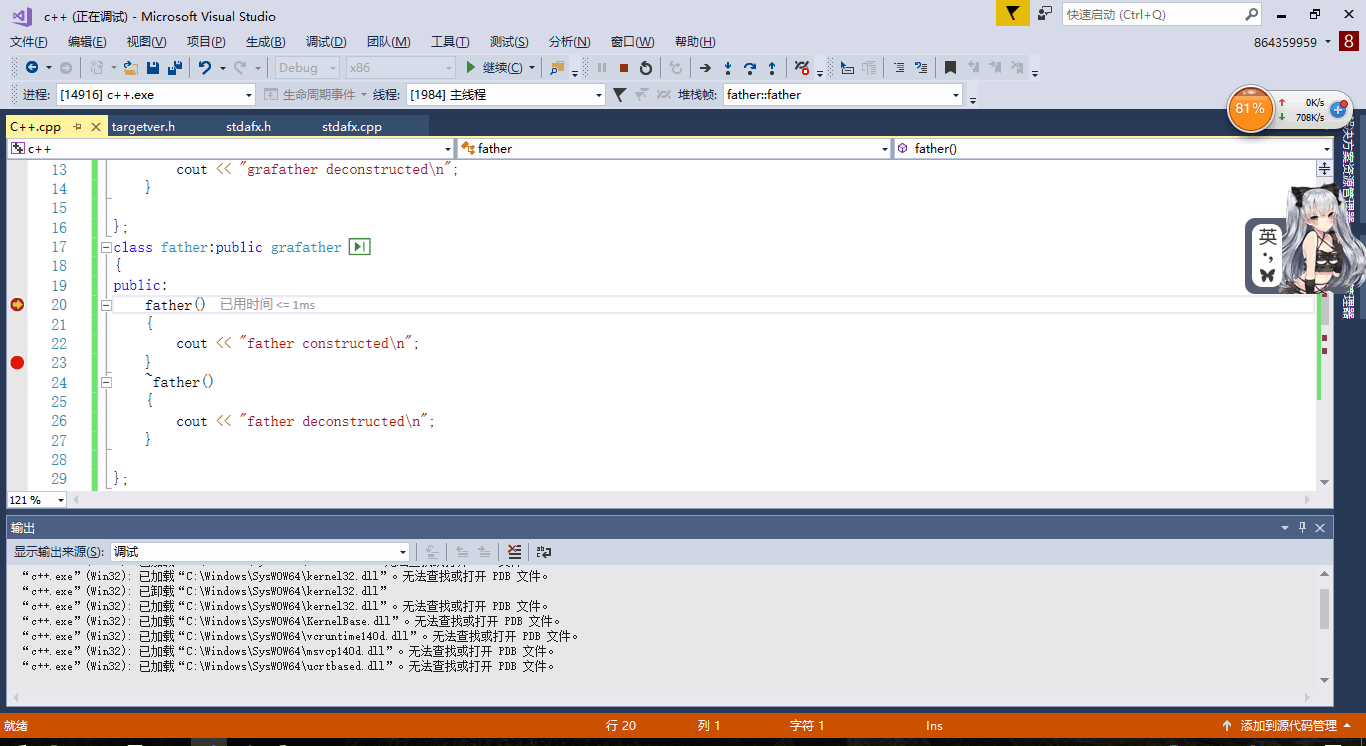 c++ (正在调试) - Microsoft Visual Studio
快速启动 (Ctrl+Q)
文件(F) 编辑(E) 视图(V) 项目(P) 生成(B) 调试(D) 团队(M) 工具(T) 测试(S) 分析(N) 窗口(W) 帮助(H)
864359959 8
Debug x86 继续(C)
进程: [14916] c++.exe 生命周期事件 线程: [1984] 主线程 堆栈帧: father::father
81% 0K/s
708K/s
C++.cpp targetver.h stdafx.h stdafx.cpp
c++ father father()
13 cout << "grafather deconstructed\n";
14 }
15
16 };
17 class father:public grafather
18 {
19 public:
20 father() 已用时间 <= 1ms
21 {
22 cout << "father constructed\n";
23 }
24 ~father()
25 {
26 cout << "father deconstructed\n";
27 }
28
29 };
英
121 %
输出
显示输出来源(S): 调试
“c++.exe”(Win32): 已加载“C:\Windows\SysWOW64\kernel32.dll”。无法查找或打开 PDB 文件。
“c++.exe”(Win32): 已卸载“C:\Windows\SysWOW64\kernel32.dll”
“c++.exe”(Win32): 已加载“C:\Windows\SysWOW64\kernel32.dll”。无法查找或打开 PDB 文件。
“c++.exe”(Win32): 已加载“C:\Windows\SysWOW64\KernelBase.dll”。无法查找或打开 PDB 文件。
“c++.exe”(Win32): 已加载“C:\Windows\SysWOW64\vcruntime140d.dll”。无法查找或打开 PDB 文件。
“c++.exe”(Win32): 已加载“C:\Windows\SysWOW64\msvcp140d.dll”。无法查找或打开 PDB 文件。
“c++.exe”(Win32): 已加载“C:\Windows\SysWOW64\ucrtbased.dll”。无法查找或打开 PDB 文件。
就绪 行 20 列 1 字符 1 Ins 添加到源代码管理